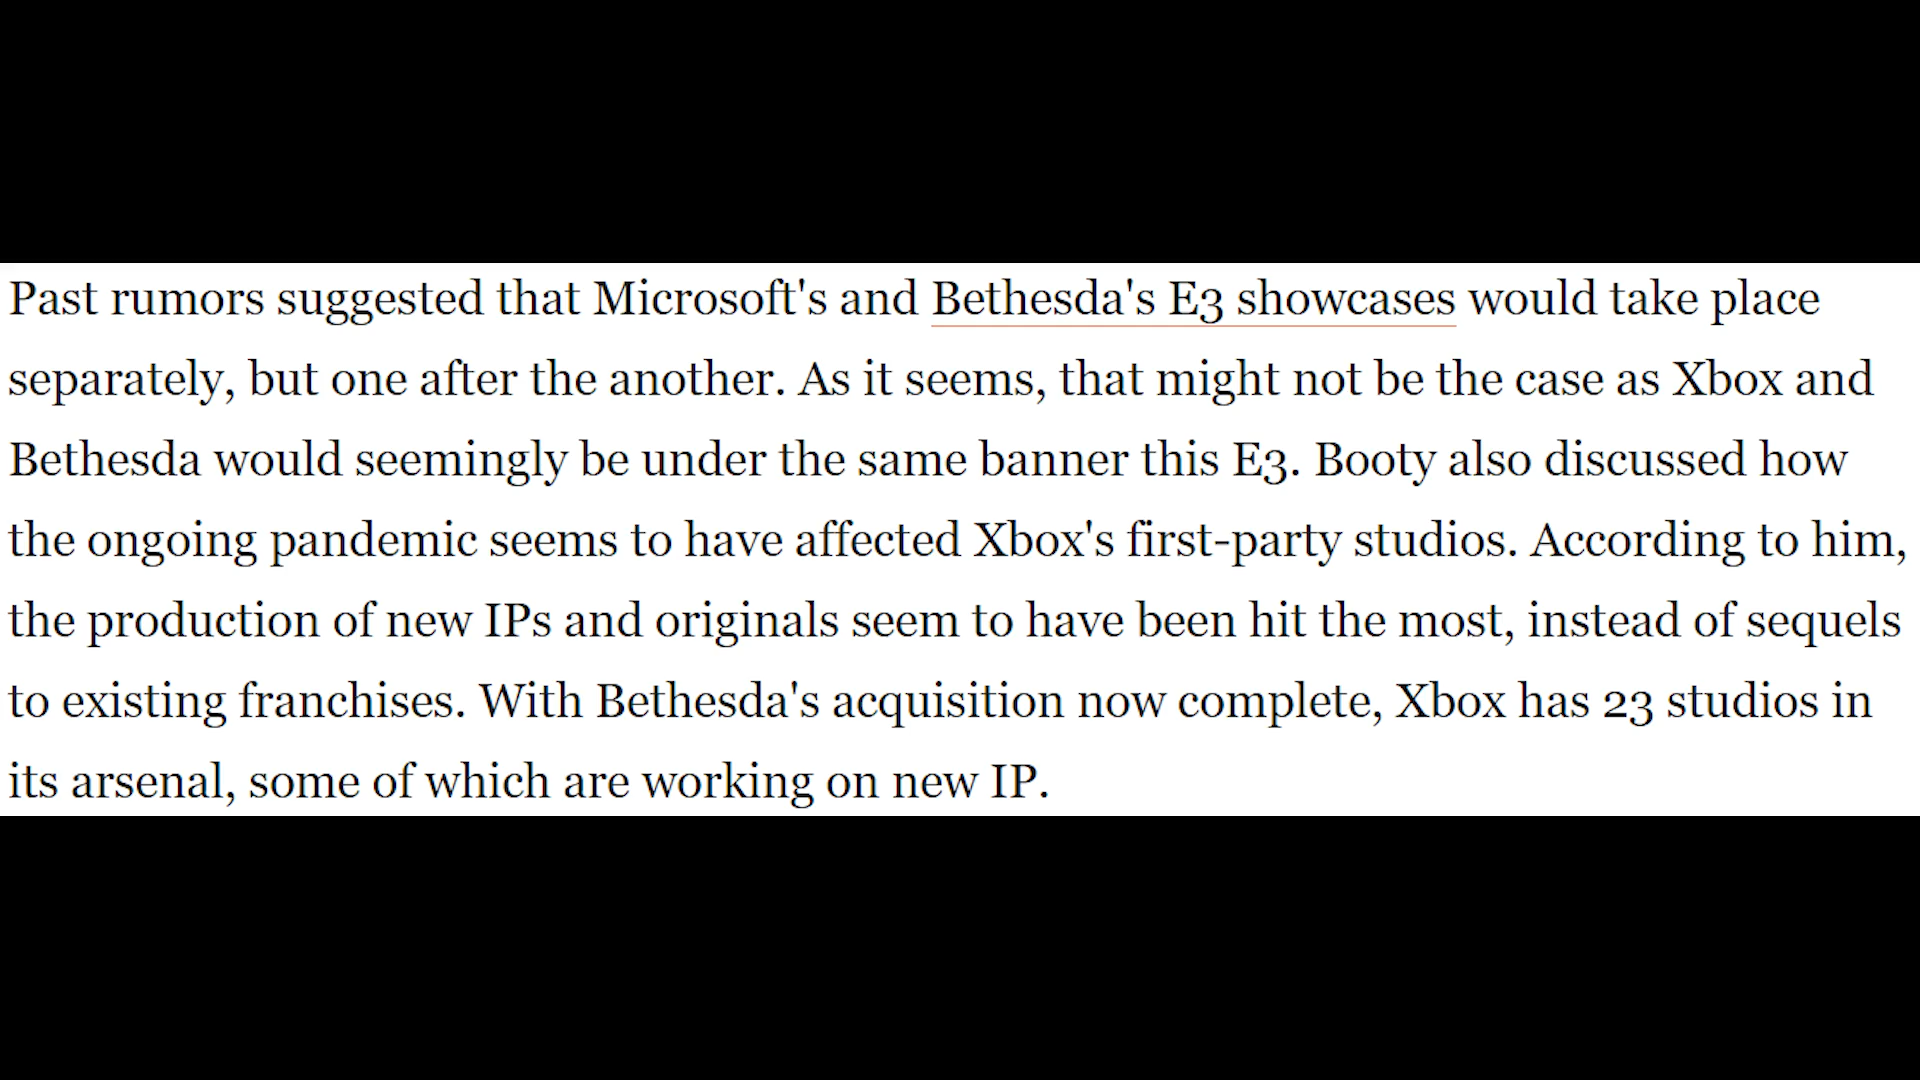 Past rumors suggested that Microsoft's and Bethesda's E3 showcases would take place
separately, but one after the another. As it seems, that might not be the case as Xbox and
Bethesda would seemingly be under the same banner this E3. Booty also discussed how
the ongoing pandemic seems to have affected Xbox's first-party studios. According to him,
the production of new IPs and originals seem to have been hit the most, instead of sequels
to existing franchises. With Bethesda's acquisition now complete, Xbox has 23 studios in
its arsenal, some of which are working on new IP.